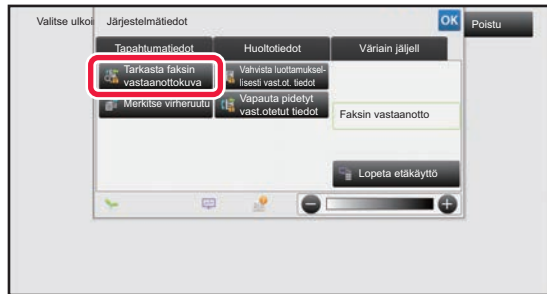 Valitse ulkoi
Järjestelmätiedot
OK
Poistu
Tapahtumatiedot
Huoltotiedot
Väriain jäljell
Tarkasta faksin
vastaanottokuva
Vahvista luottamuksel-
lisesti vast.ot. tiedot
Merkitse virheruutu
Vapauta pidetyt
vast.otetut tiedot
Faksin vastaanotto
Lopeta etäkäyttö